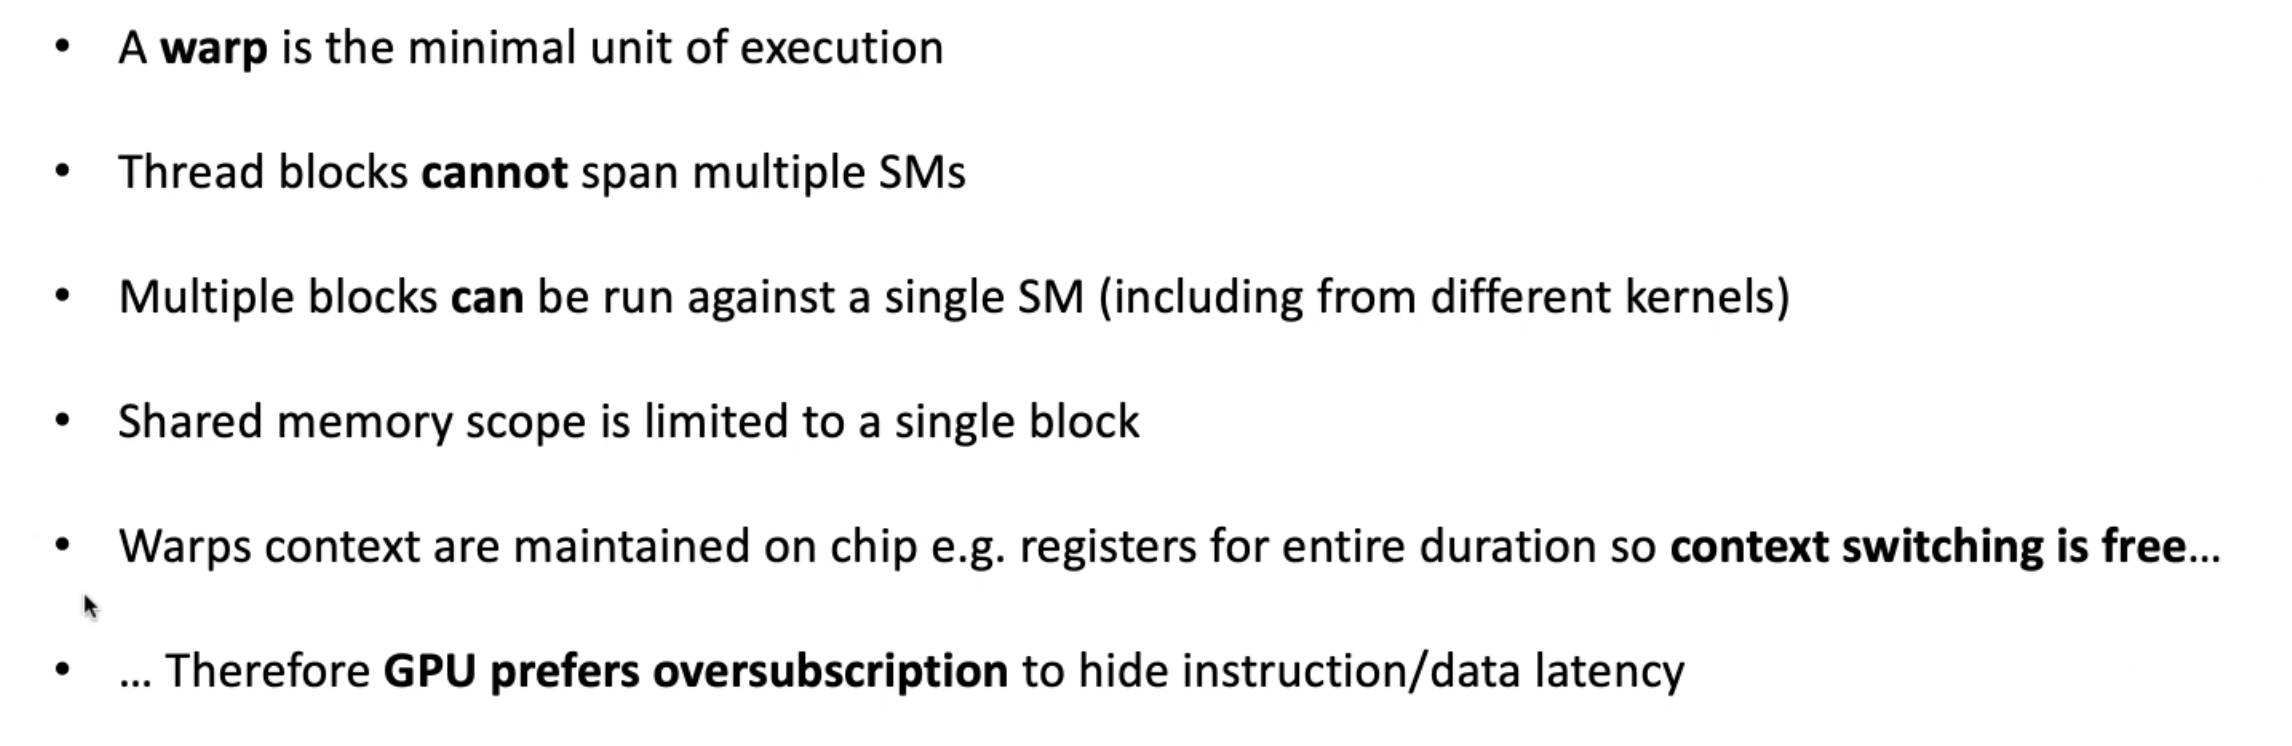 • A warp is the minimal unit of execution
• Thread blocks cannot span multiple SMs
• Multiple blocks can be run against a single SM (including from different kernels)
• Shared memory scope is limited to a single block
• Warps context are maintained on chip e.g. registers for entire duration so context switching is free...
• ... Therefore GPU prefers oversubscription to hide instruction/data latency